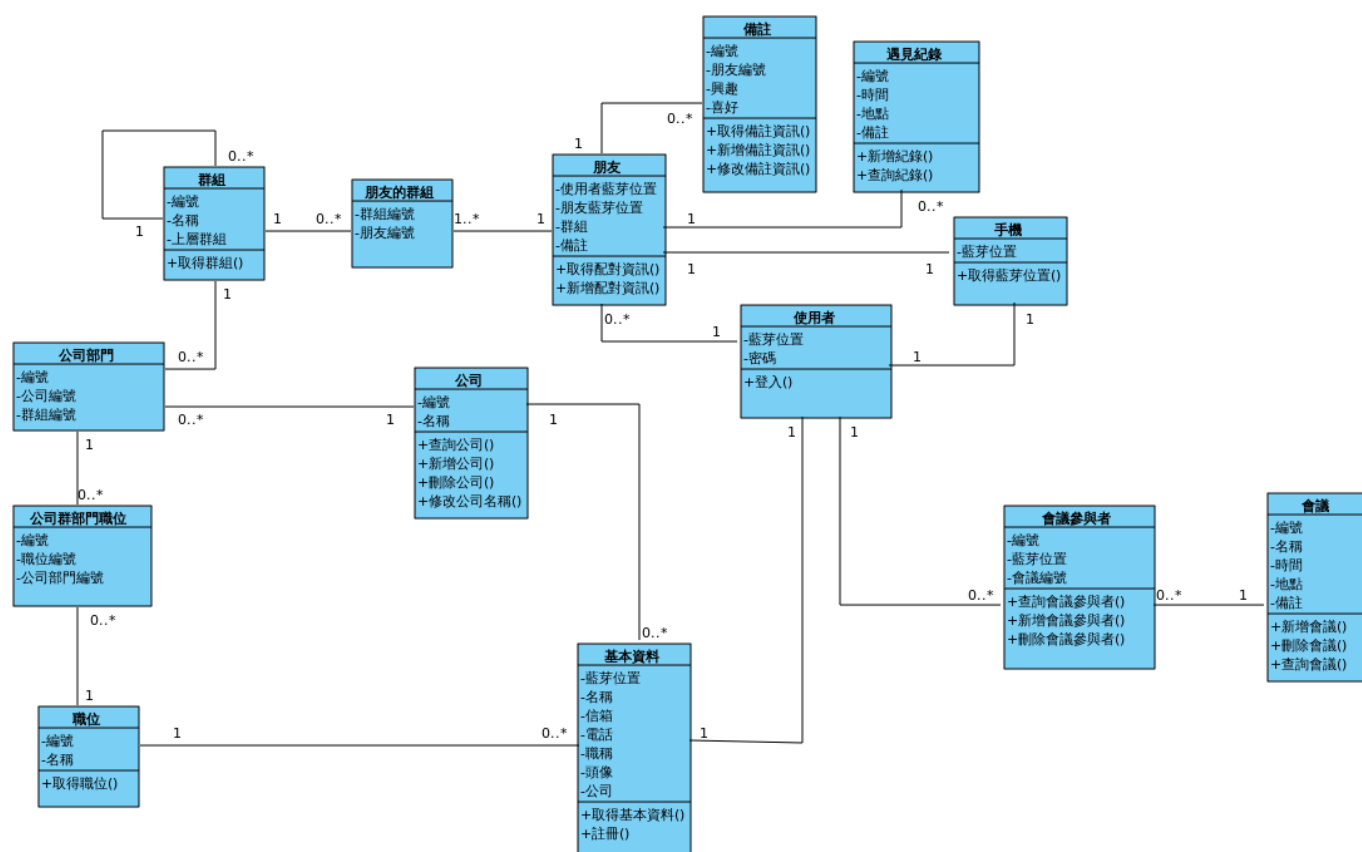 備註
-編號
-朋友編號
-興趣
-喜好
+取得備註資訊()
+新增備註資訊()
+修改備註資訊()
遇見紀錄
-編號
-時間
-地點
-備註
+新增紀錄()
+查詢紀錄()
0..*
1
0..*
1
0..*
1
群組
-編號
-名稱
-上層群組
+取得群組()
1
0..*
朋友的群組
-群組編號
-朋友編號
1..*
1
朋友
-使用者藍芽位置
-朋友藍芽位置
-群組
-備註
+取得配對資訊()
+新增配對資訊()
1
0..*
1
1
手機
-藍芽位置
+取得藍芽位置()
1
1
0..*
1
使用者
-藍芽位置
-密碼
+登入()
1
1
公司部門
-編號
-公司編號
-群組編號
0..*
1
公司
-編號
-名稱
+查詢公司()
+新增公司()
+刪除公司()
+修改公司名稱()
1
0..*
1
0..*
公司群部門職位
-編號
-職位編號
-公司部門編號
0..*
1
職位
-編號
-名稱
+取得職位()
1
0..*
基本資料
-藍芽位置
-名稱
-信箱
-電話
-職稱
-頭像
-公司
+取得基本資料()
+註冊()
1
0..*
會議參與者
-編號
-藍芽位置
-會議編號
+查詢會議參與者()
+新增會議參與者()
+刪除會議參與者()
0..*
1
會議
-編號
-名稱
-時間
-地點
-備註
+新增會議()
+刪除會議()
+查詢會議()